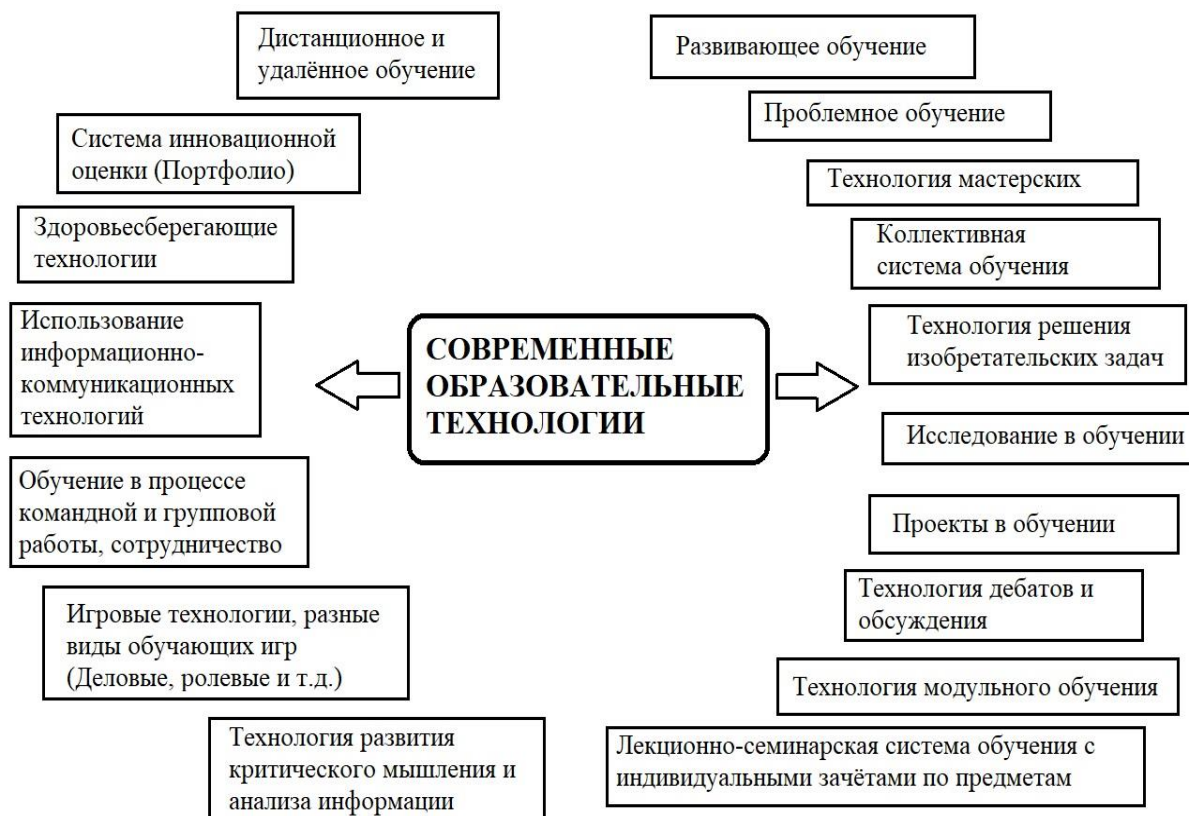 Дистанционное и
удалённое обучение
Развивающее обучение
Система инновационной
оценки (Портфолио)
Проблемное обучение
Технология мастерских
Здоровьесберегающие
технологии
Коллективная
система обучения
Использование
информационно-
коммуникационных
технологий
СОВРЕМЕННЫЕ
ОБРАЗОВАТЕЛЬНЫЕ
ТЕХНОЛОГИИ
Технология решения
изобретательских задач
Исследование в обучении
Обучение в процессе
командной и групповой
работы, сотрудничество
Проекты в обучении
Игровые технологии, разные
виды обучающих игр
(Деловые, ролевые и т.д.)
Технология дебатов и
обсуждения
Технология модульного обучения
Технология развития
критического мышления и
анализа информации
Лекционно-семинарская система обучения с
индивидуальными зачётами по предметам